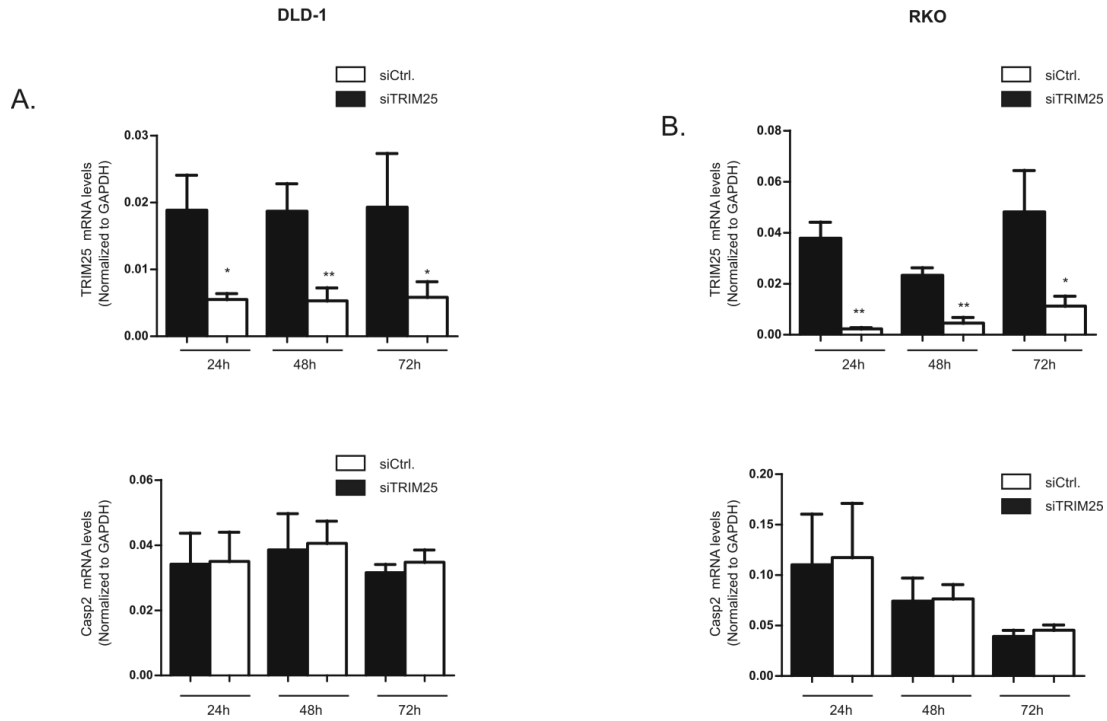 DLD-1
RKO
A.
siCtrl.
siTRIM25
TRIM25 mRNA levels
(Normalized to GAPDH)
0.03
0.02
0.01
0.00
*
**
*
24h
48h
72h
B.
siCtrl.
siTRIM25
TRIM25 mRNA levels
(Normalized to GAPDH)
0.08
0.06
0.04
0.02
0.00
**
**
*
24h
48h
72h
siCtrl.
siTRIM25
Casp2 mRNA levels
(Normalized to GAPDH)
0.06
0.04
0.02
0.00
24h
48h
72h
siCtrl.
siTRIM25
Casp2 mRNA levels
(Normalized to GAPDH)
0.20
0.15
0.10
0.05
0.00
24h
48h
72h